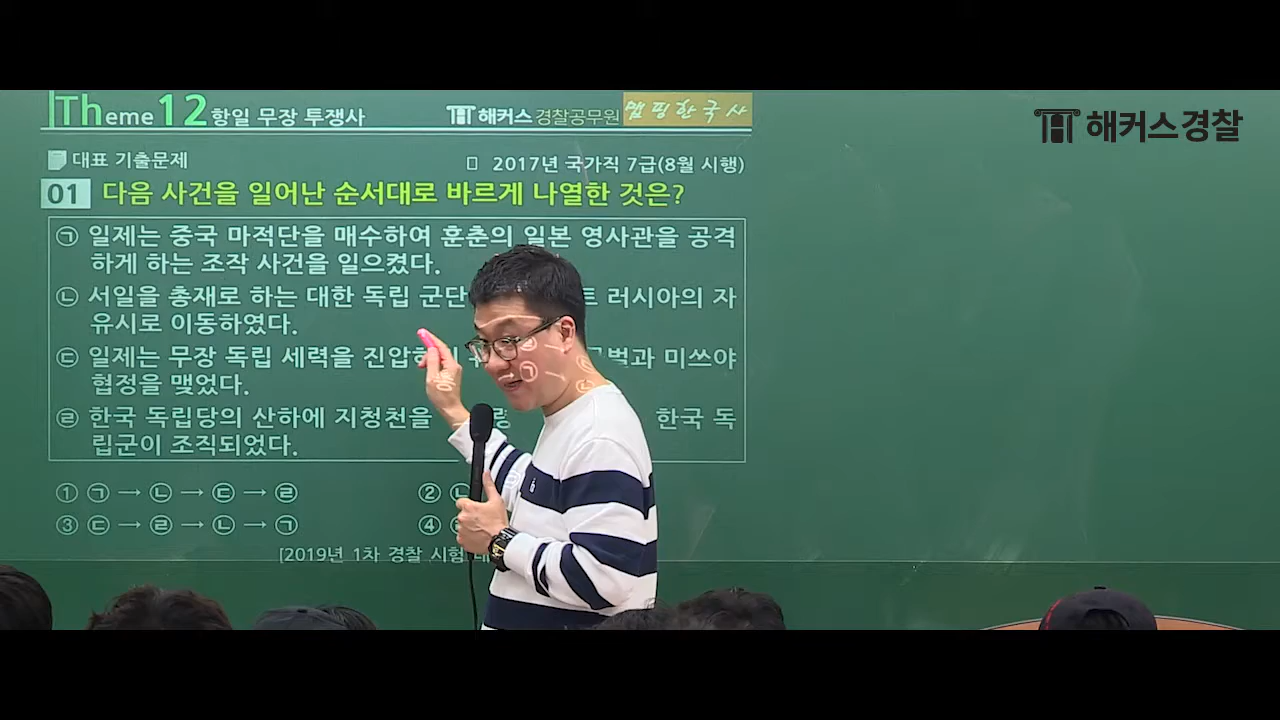 Theme 12 항일 무장 투쟁사 해커스 경찰공무원 맵핑한국사
해커스경찰
대표 기출문제 2017년 국가직 7급(8월 시행)
01 다음 사건을 일어난 순서대로 바르게 나열한 것은?
㉠ 일제는 중국 마적단을 매수하여 훈춘의 일본 영사관을 공격
하게 하는 조작 사건을 일으켰다.
㉡ 서일을 총재로 하는 대한 독립 군단 러시아의 자
유시로 이동하였다.
㉢ 일제는 무장 독립 세력을 진압 미쓰야
협정을 맺었다.
㉣ 한국 독립당의 산하에 지청천을 한국 독
립군이 조직되었다.
① ㉠ → ㉡ → ㉢ → ㉣ ②
③ ㉢ → ㉣ → ㉡ → ㉠ ④
[2019년 1차 경찰 시험